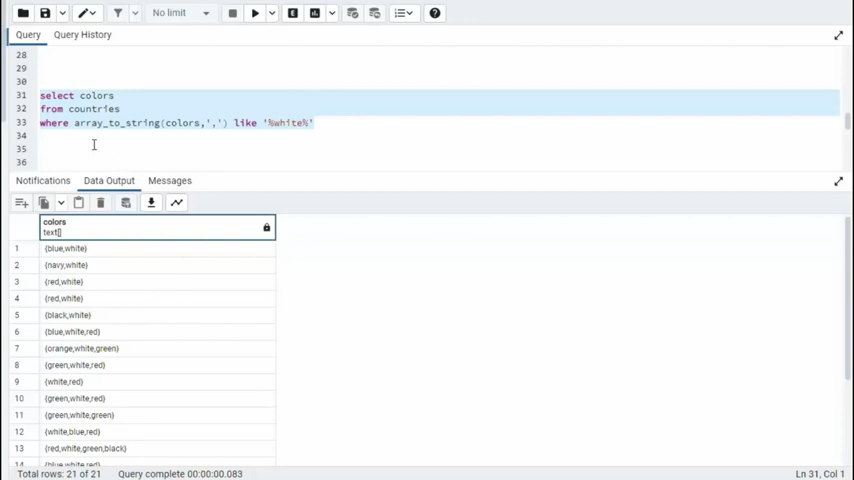 No limit
Query Query History
28
29
30
31 select colors
32 from countries
33 where array_to_string(colors,',') like '%white%'
34
35
36
Notifications Data Output Messages
colors
text[]
1 {blue,white}
2 {navy,white}
3 {red,white}
4 {red,white}
5 {black,white}
6 {blue,white,red}
7 {orange,white,green}
8 {green,white,red}
9 {white,red}
10 {green,white,red}
11 {green,white,green}
12 {white,blue,red}
13 {red,white,green,black}
14 {blue,white,red}
Total rows: 21 of 21 Query complete 00:00:00.083 Ln 31, Col 1